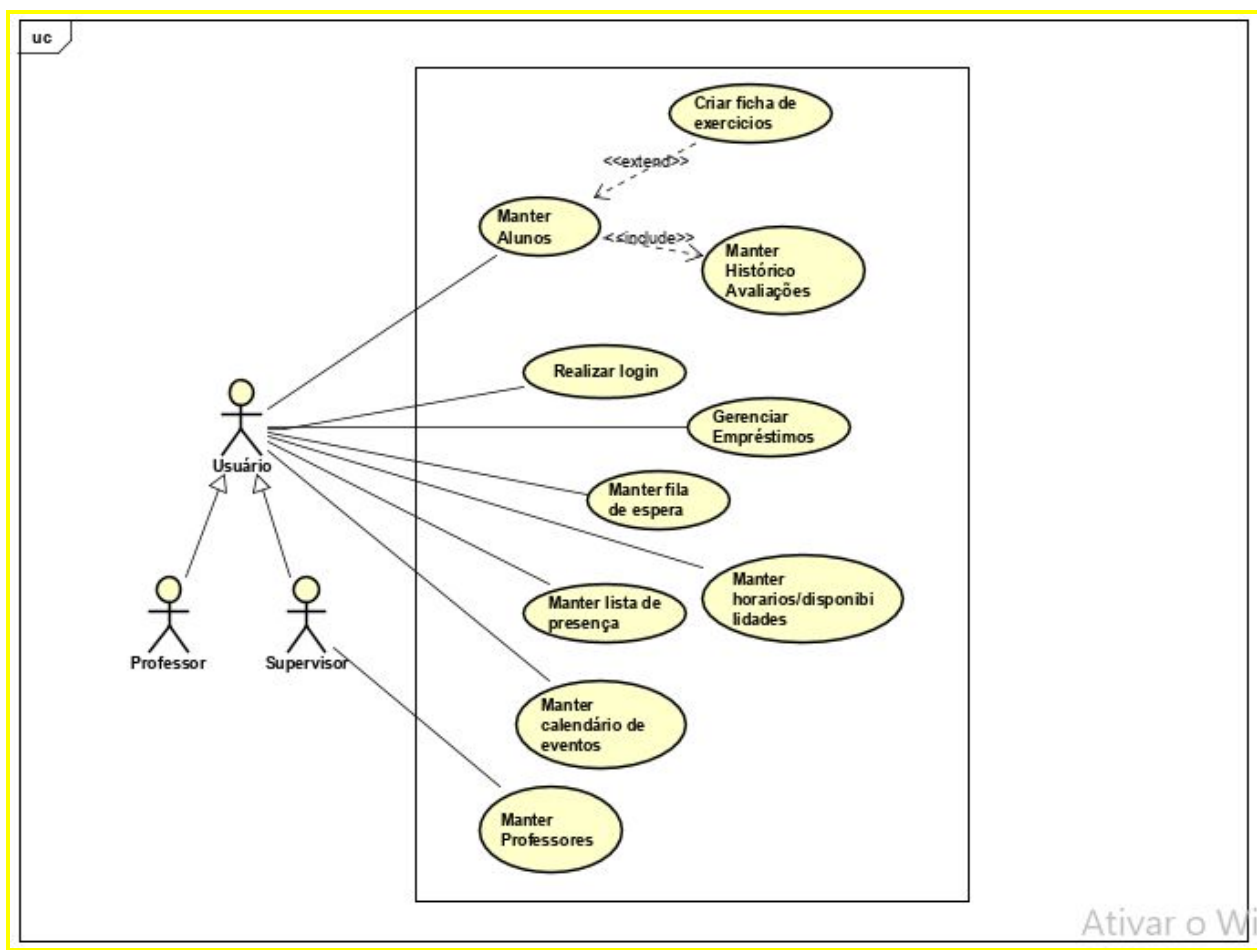 uc
Criar ficha de
exercicios
<<extend>>
Manter
Alunos
<<include>>
Manter
Histórico
Avaliações
Realizar login
Gerenciar
Empréstimos
Usuário
Manter fila
de espera
Manter
horarios/disponibi
lidades
Manter lista de
presença
Professor
Supervisor
Manter
calendário de
eventos
Manter
Professores
Ativar o Wi